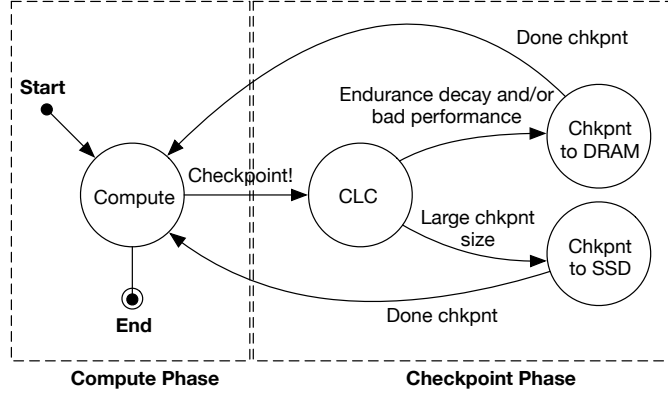 Done chkpnt
Start
Endurance decay and/or
bad performance
Chkpnt
to DRAM
Checkpoint!
Compute
CLC
Large chkpnt
size
Chkpnt
to SSD
Done chkpnt
End
Compute Phase
Checkpoint Phase